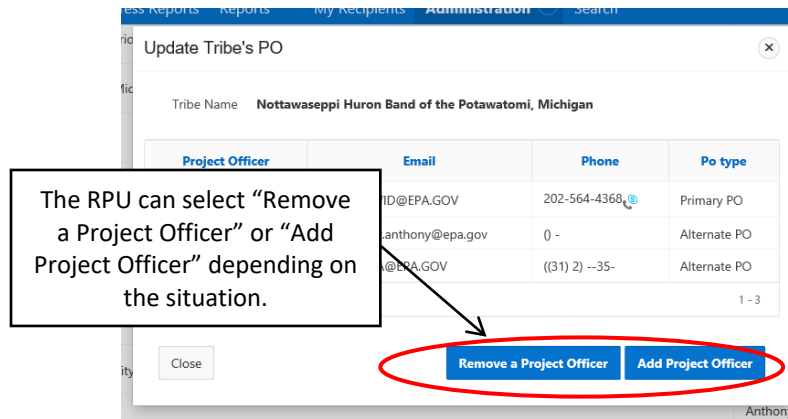 Reports Reports My Recipients Administration Search
Update Tribe's PO
Tribe Name Nottawaseppi Huron Band of the Potawatomi, Michigan
Project Officer Email Phone Po type
VID@EPA.GOV 202-564-4368 Primary PO
.anthony@epa.gov () - Alternate PO
@EPA.GOV ((31) 2) --35- Alternate PO
1 - 3
The RPU can select “Remove
a Project Officer” or “Add
Project Officer” depending on
the situation.
Close Remove a Project Officer Add Project Officer
Anthon